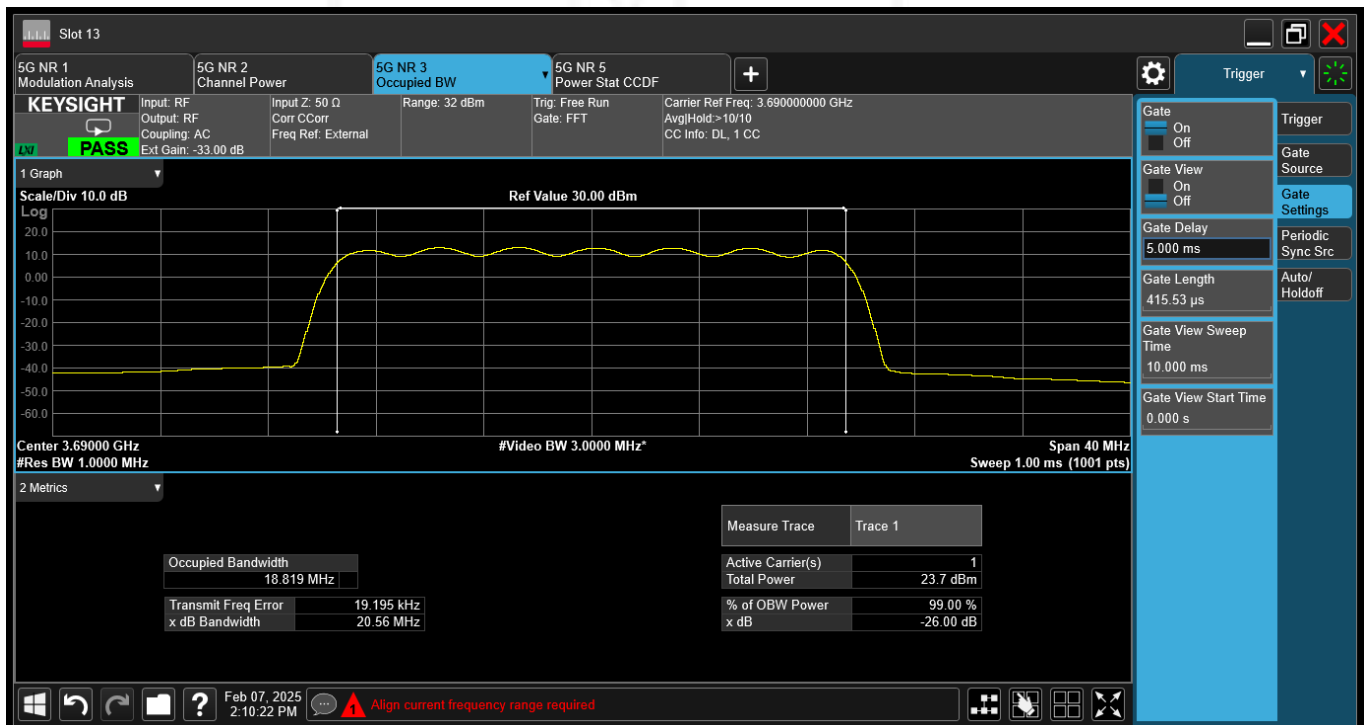 Slot 13
5G NR 1
Modulation Analysis
5G NR 2
Channel Power
5G NR 3
Occupied BW
5G NR 5
Power Stat CCDF
Trigger
KEYSIGHT
LXI
PASS
Input: RF
Output: RF
Coupling: AC
Ext Gain: -33.00 dB
Input Z: 50 Ω
Corr CCorr
Freq Ref: External
Range: 32 dBm
Trig: Free Run
Gate: FFT
Carrier Ref Freq: 3.690000000 GHz
Avg|Hold:>10/10
CC Info: DL, 1 CC
1 Graph
Scale/Div 10.0 dB
Ref Value 30.00 dBm
Log
20.0
10.0
0.00
-10.0
-20.0
-30.0
-40.0
-50.0
-60.0
Center 3.69000 GHz
#Video BW 3.0000 MHz*
Span 40 MHz
#Res BW 1.0000 MHz
Sweep 1.00 ms (1001 pts)
2 Metrics
Measure Trace Trace 1
Occupied Bandwidth
18.819 MHz
Active Carrier(s) 1
Total Power 23.7 dBm
Transmit Freq Error 19.195 kHz
x dB Bandwidth 20.56 MHz
% of OBW Power 99.00 %
x dB -26.00 dB
Gate
On
Off
Gate View
On
Off
Gate Delay
5.000 ms
Gate Length
415.53 µs
Gate View Sweep
Time
10.000 ms
Gate View Start Time
0.000 s
Trigger
Gate
Source
Gate
Settings
Periodic
Sync Src
Auto/
Holdoff
?
Feb 07, 2025
2:10:22 PM
1
Align current frequency range required